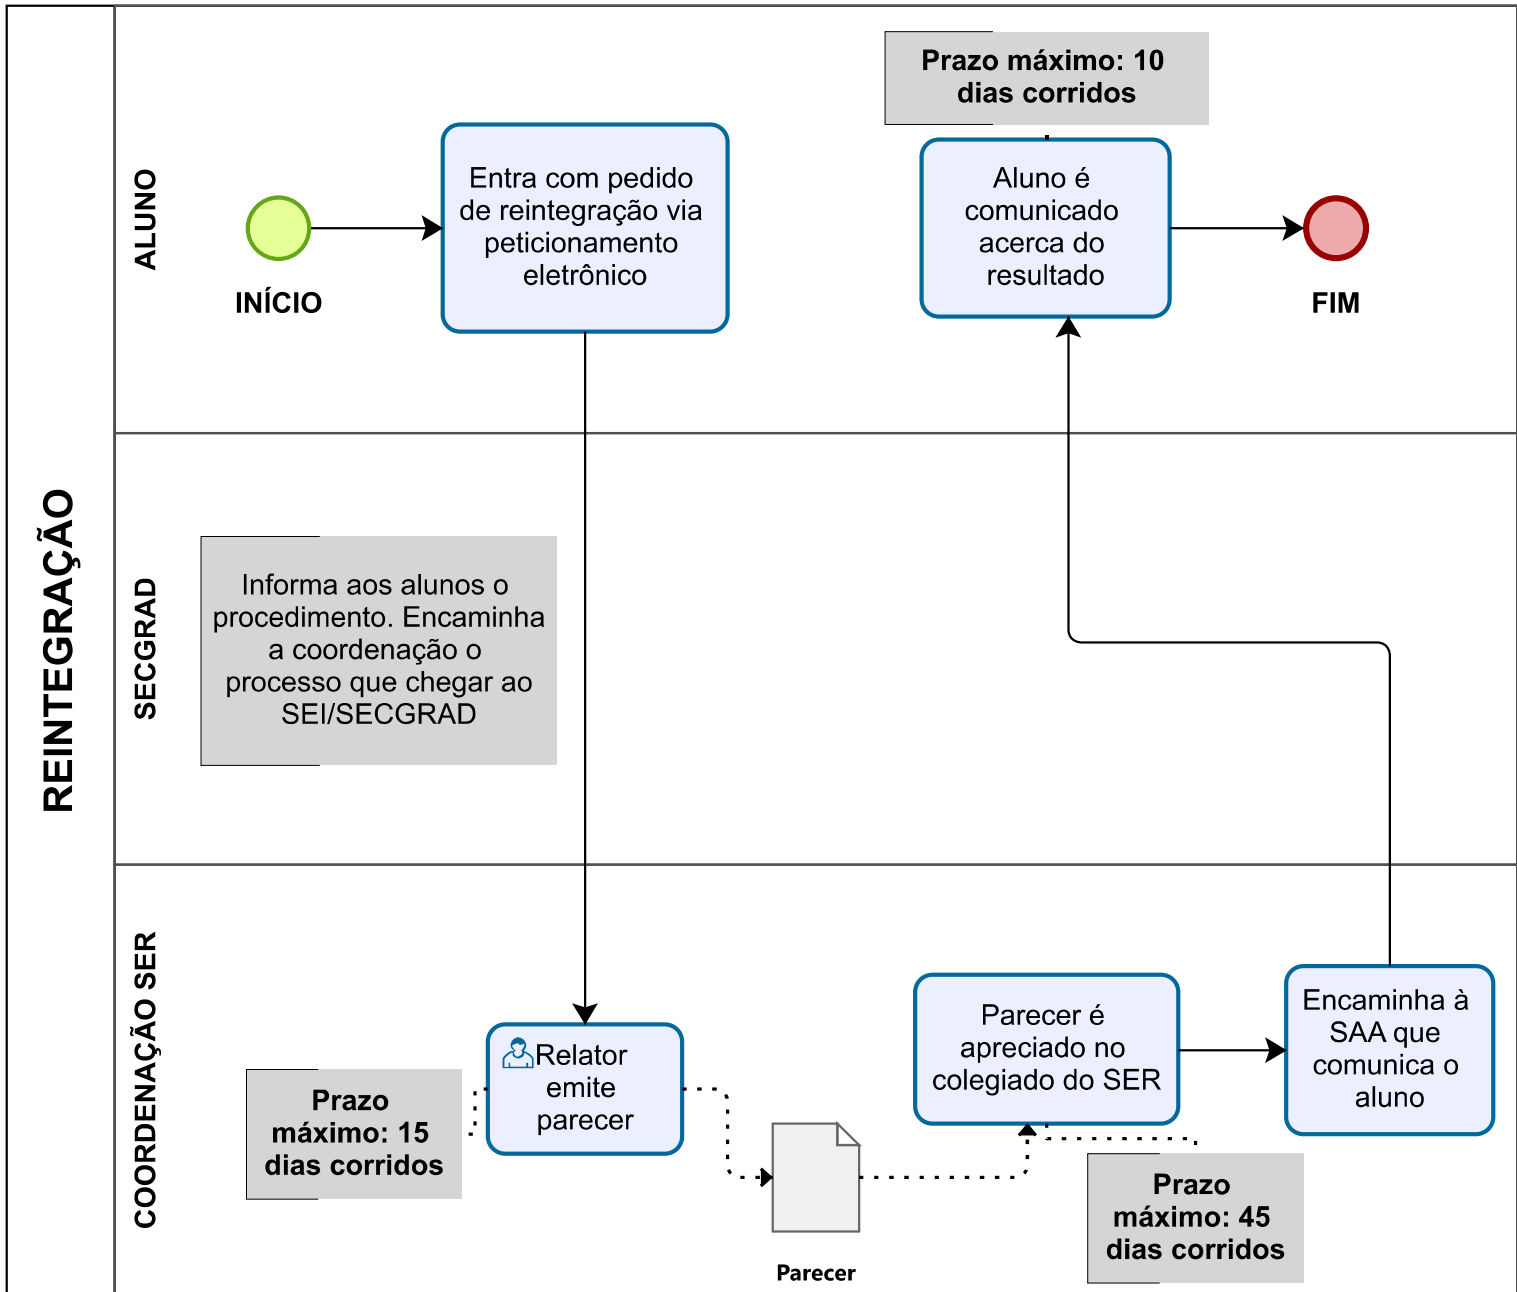 REINTEGRAÇÃO
ALUNO
INÍCIO
Entra com pedido
de reintegração via
peticionamento
eletrônico
Prazo máximo: 10
dias corridos
Aluno é
comunicado
acerca do
resultado
FIM
SECGRAD
Informa aos alunos o
procedimento. Encaminha
a coordenação o
processo que chegar ao
SEI/SECGRAD
COORDENAÇÃO SER
Prazo
máximo: 15
dias corridos
Relator
emite
parecer
Parecer
Parecer é
apreciado no
colegiado do SER
Prazo
máximo: 45
dias corridos
Encaminha à
SAA que
comunica o
aluno